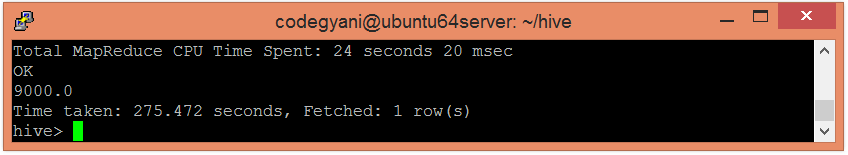 codegyani@ubuntu64server: ~/hive
Total MapReduce CPU Time Spent: 24 seconds 20 msec
OK
9000.0
Time taken: 275.472 seconds, Fetched: 1 row(s)
hive>